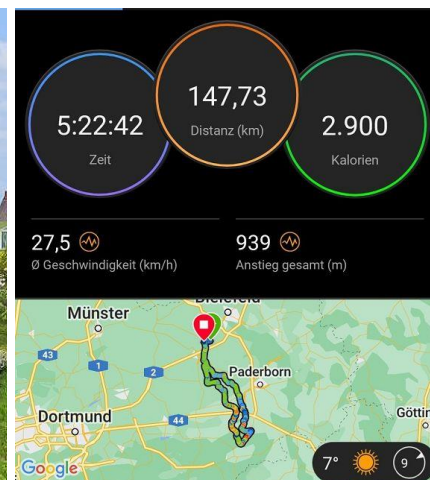 147,73
Distanz (km)
5:22:42
Zeit
2.900
Kalorien
27,5
Ø Geschwindigkeit (km/h)
939
Anstieg gesamt (m)
Bielefeld
Münster
43
1
2
Paderborn
Dortmund
44
Göttin
Google
7°
9